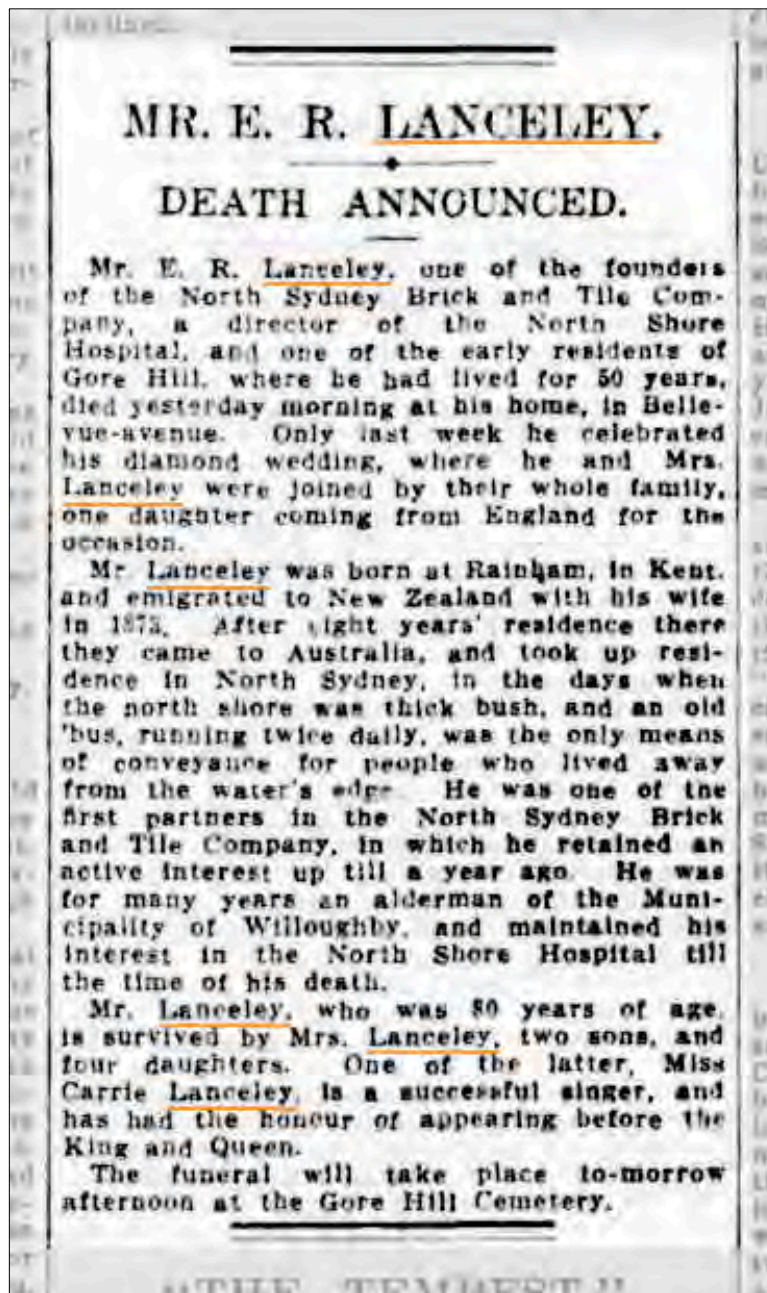 MR. E. R. LANCELEY.
DEATH ANNOUNCED.
Mr. E. R. Lanceley, one of the founders
of the North Sydney Brick and Tile Com-
pany, a director of the North Shore
Hospital, and one of the early residents of
Gore Hill, where he had lived for 50 years,
died yesterday morning at his home, in Belle-
vue-avenue. Only last week he celebrated
his diamond wedding, where he and Mrs.
Lanceley were joined by their whole family,
one daughter coming from England for the
occasion.
Mr Lanceley was born at Rainham, in Kent,
and emigrated to New Zealand with his wife
in After eight years' residence there
they came to Australia, and took up resi-
dence in North Sydney, in the days when
the north shore was thick bush, and an old
'bus, running twice daily, was the only means
of conveyance for people who lived away
from the water's edge. He was one of the
first partners in the North Sydney Brick
and Tile Company, in which he retained an
active interest up till a year ago. He was
for many years an alderman of the Muni-
cipality of Willoughby, and maintained his
interest in the North Shore Hospital till
the time of his death.
Mr. Lanceley, who was 80 years of age,
is survived by Mrs. Lanceley, two sons, and
four daughters. One of the latter, Miss
Carrie Lanceley, is a successful singer, and
has had the honour of appearing before the
King and Queen.
The funeral will take place to-morrow
afternoon at the Gore Hill Cemetery.
"THE TEMPEST."